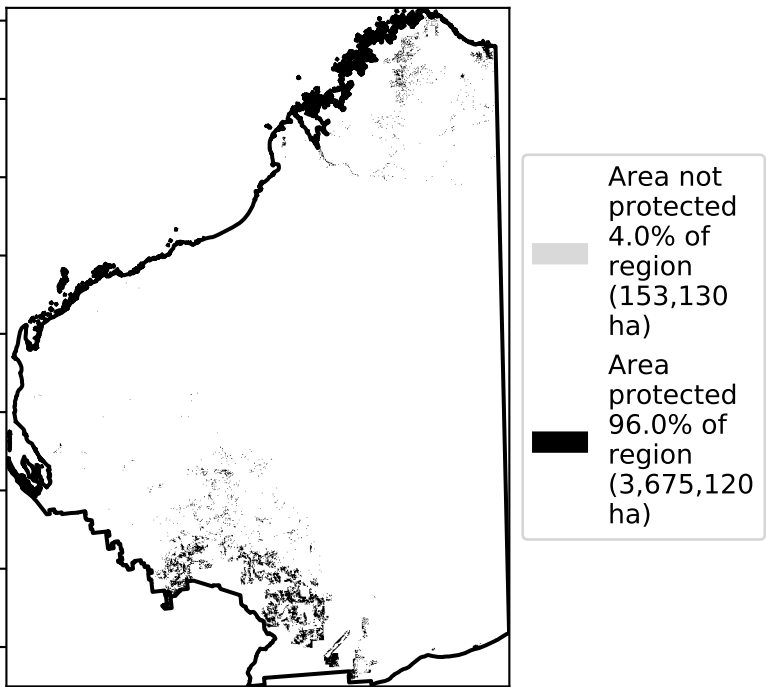 Area not
protected
4.0% of
region
(153,130
ha)
Area
protected
96.0% of
region
(3,675,120
ha)